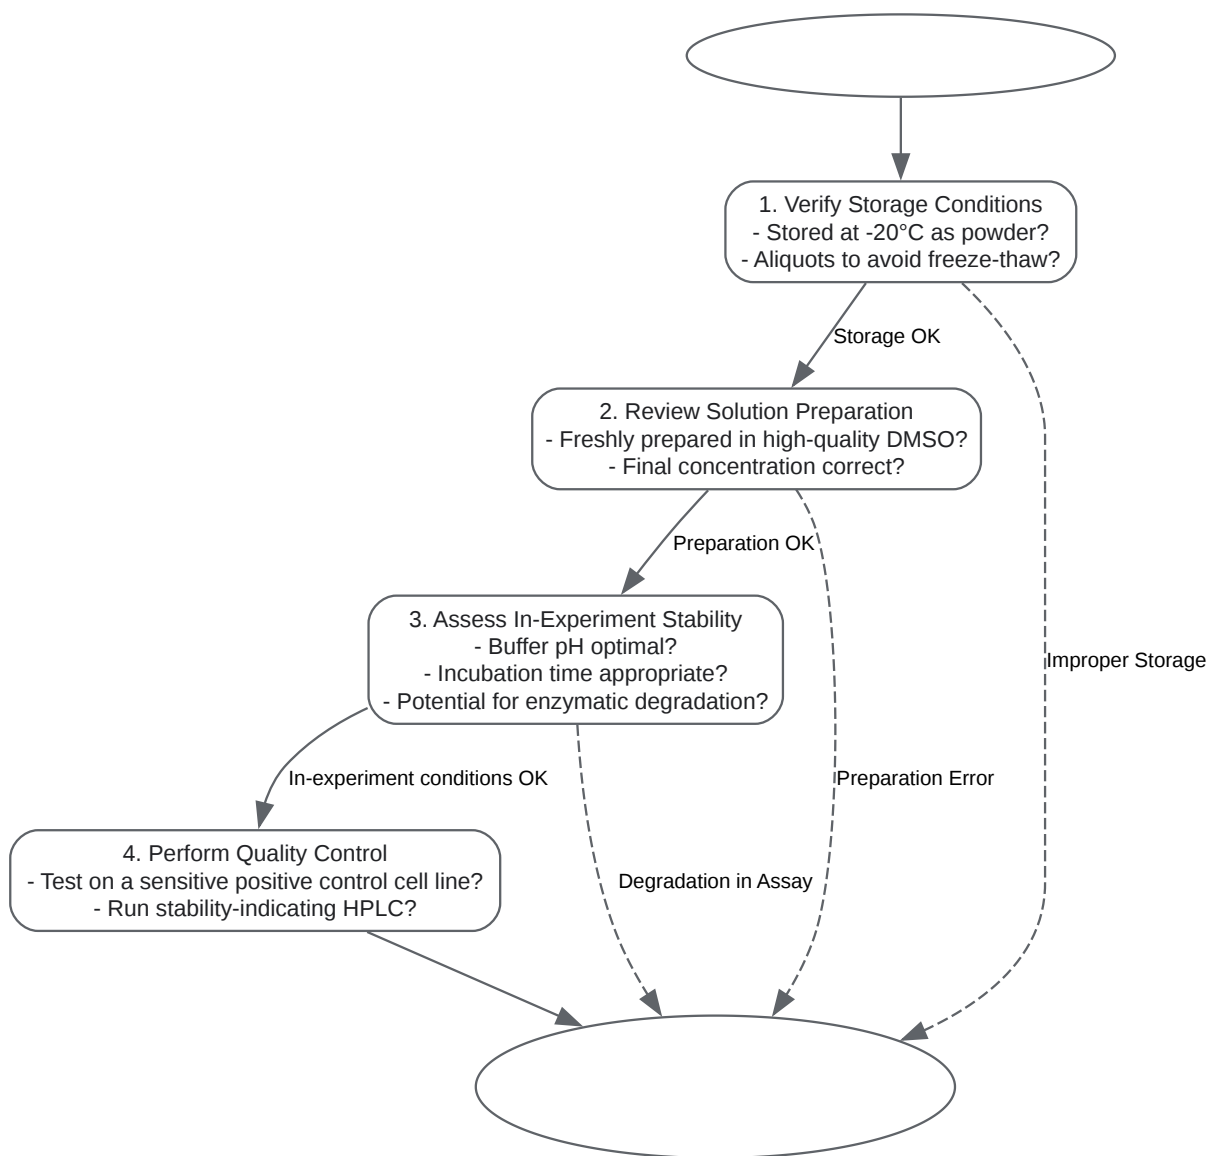 1. Verify Storage Conditions
- Stored at -20°C as powder?
- Aliquots to avoid freeze-thaw?
Storage OK
2. Review Solution Preparation
- Freshly prepared in high-quality DMSO?
- Final concentration correct?
Preparation OK
3. Assess In-Experiment Stability
- Buffer pH optimal?
- Incubation time appropriate?
- Potential for enzymatic degradation?
Improper Storage
In-experiment conditions OK
Preparation Error
4. Perform Quality Control
- Test on a sensitive positive control cell line?
- Run stability-indicating HPLC?
Degradation in Assay